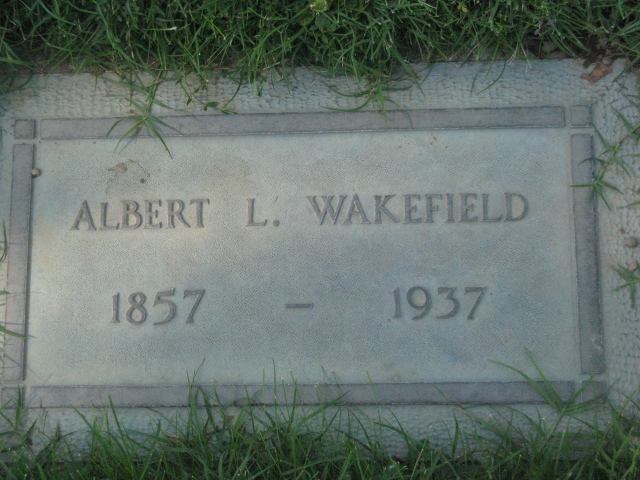 ALBERT L. WAKEFIELD
1857 – 1937